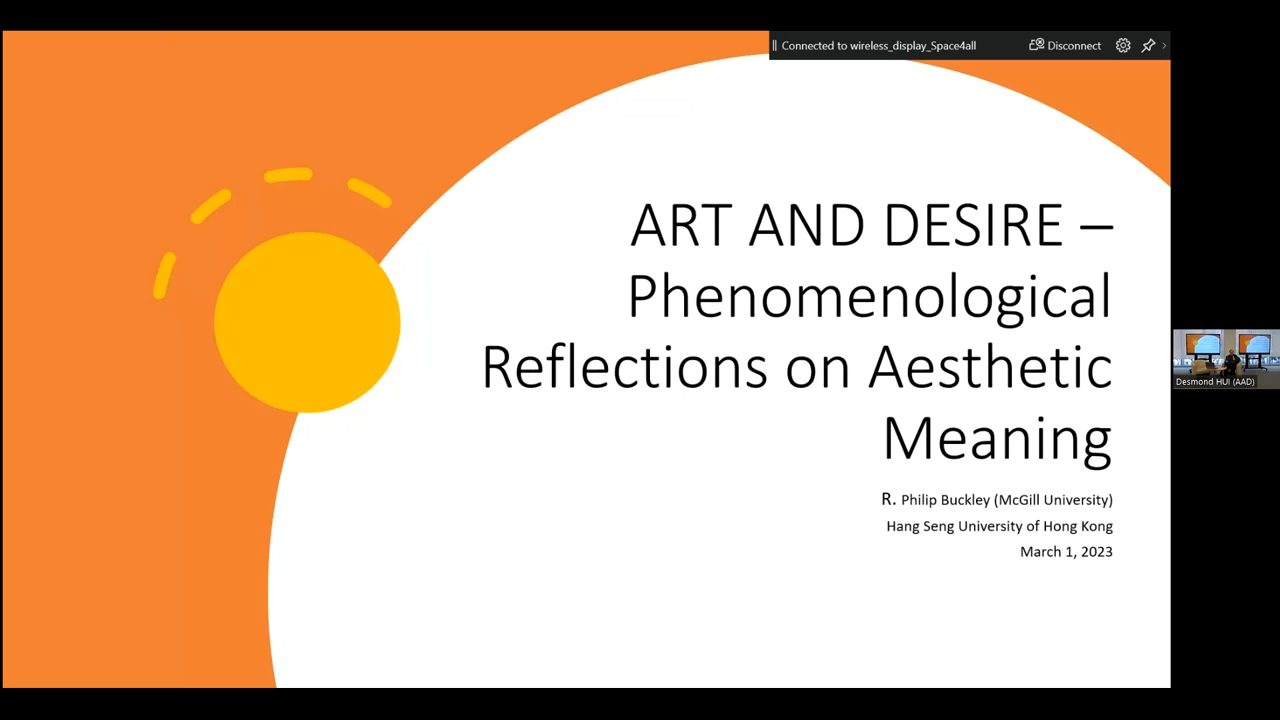 Connected to wireless_display_Space4all
Disconnect
ART AND DESIRE –
Phenomenological
Reflections on Aesthetic
Meaning
R. Philip Buckley (McGill University)
Hang Seng University of Hong Kong
March 1, 2023
Desmond HUI (AAD)